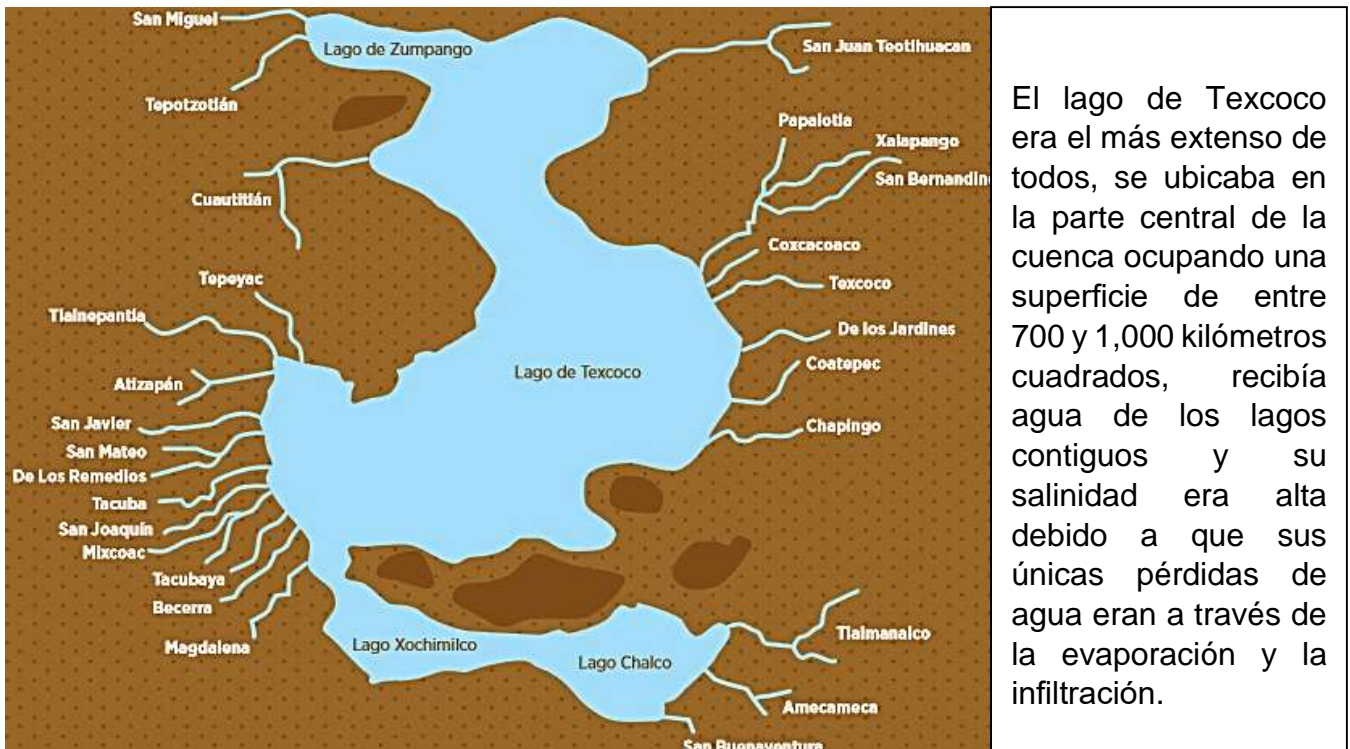 San Miguel
Lago de Zumpango
San Juan Teotihuacan
Tepotzotlán
Papalotla
Xalapango
San Bernandin
Cuautitlán
Coxcacoaco
Tepeyac
Texcoco
Tlalnepantla
De los Jardines
Lago de Texcoco
Coatepec
Atizapán
San Javier
Chapingo
San Mateo
De Los Remedios
Tacuba
San Joaquín
Mixcoac
Tacubaya
Becerra
Magdalena
Lago Xochimilco
Lago Chalco
Tlalmanalco
Amecameca
San Buenaventura
El lago de Texcoco
era el más extenso de
todos, se ubicaba en
la parte central de la
cuenca ocupando una
superficie de entre
700 y 1,000 kilómetros
cuadrados, recibía
agua de los lagos
contiguos y su
salinidad era alta
debido a que sus
únicas pérdidas de
agua eran a través de
la evaporación y la
infiltración.